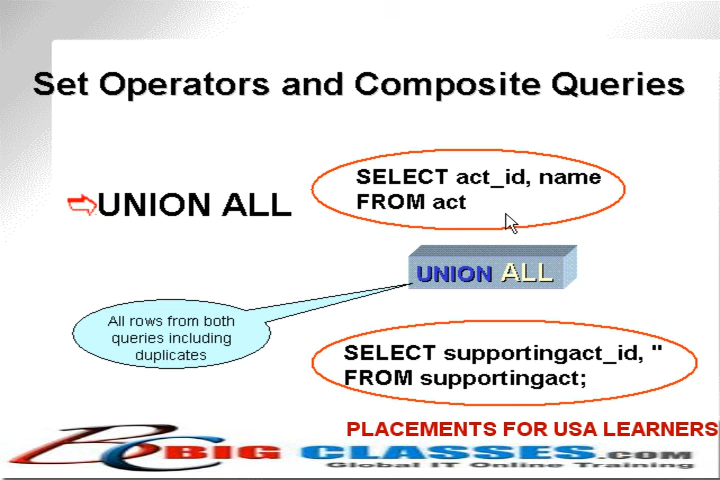 Set Operators and Composite Queries
UNION ALL
SELECT act_id, name
FROM act
UNION ALL
All rows from both
queries including
duplicates
SELECT supportingact_id, ''
FROM supportingact;
PLACEMENTS FOR USA LEARNERS
BC BIG CLASSES.COM
Global IT Online Training